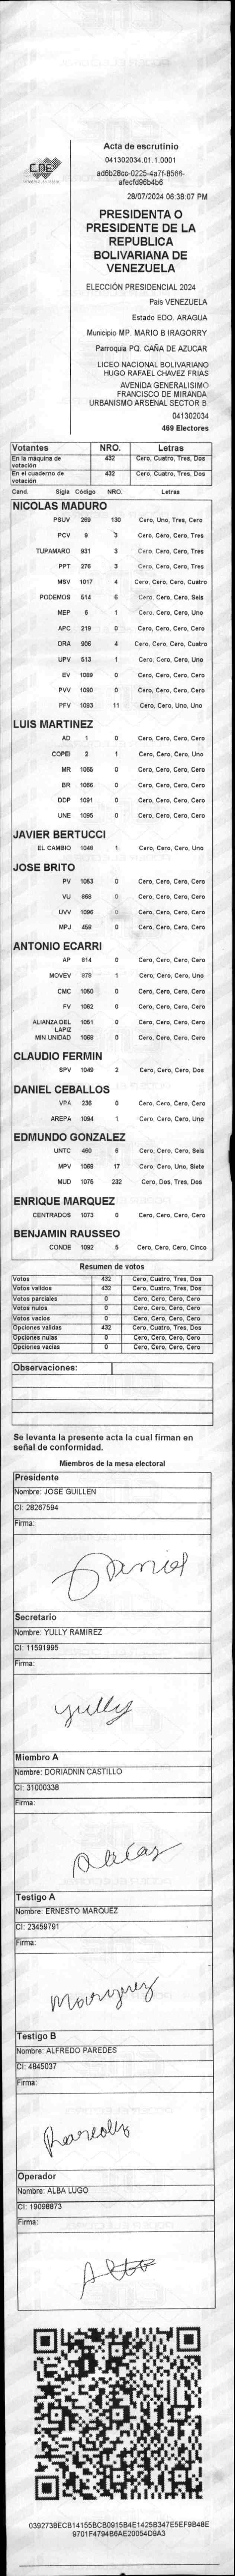 CNE
Acta de escrutinio
041302034.01.1.0001
ad6b28cc-0225-4a7f-8566-
afecfd96b4b6
28/07/2024 06:38:07 PM
PRESIDENTA O
PRESIDENTE DE LA
REPUBLICA
BOLIVARIANA DE
VENEZUELA
ELECCIÓN PRESIDENCIAL 2024
País VENEZUELA
Estado EDO. ARAGUA
Municipio MP. MARIO B IRAGORRY
Parroquia PQ. CAÑA DE AZUCAR
LICEO NACIONAL BOLIVARIANO
HUGO RAFAEL CHAVEZ FRIAS
AVENIDA GENERALISIMO
FRANCISCO DE MIRANDA
URBANISMO ARSENAL SECTOR B
041302034
469 Electores
Votantes NRO. Letras
En la máquina de votación 432 Cero, Cuatro, Tres, Dos
En el cuaderno de votación 432 Cero, Cuatro, Tres, Dos
Cand. Sigla Código NRO. Letras
NICOLAS MADURO
PSUV 269 130 Cero, Uno, Tres, Cero
PCV 9 3 Cero, Cero, Cero, Tres
TUPAMARO 931 3 Cero, Cero, Cero, Tres
PPT 276 3 Cero, Cero, Cero, Tres
MSV 1017 4 Cero, Cero, Cero, Cuatro
PODEMOS 514 6 Cero, Cero, Cero, Seis
MEP 5 1 Cero, Cero, Cero, Uno
APC 219 0 Cero, Cero, Cero, Cero
ORA 906 4 Cero, Cero, Cero, Cuatro
UPV 513 1 Cero, Cero, Cero, Uno
EV 1089 0 Cero, Cero, Cero, Cero
PVV 1090 0 Cero, Cero, Cero, Cero
PFV 1093 11 Cero, Cero, Uno, Uno
LUIS MARTINEZ
AD 1 0 Cero, Cero, Cero, Cero
COPEI 2 1 Cero, Cero, Cero, Uno
MR 1065 0 Cero, Cero, Cero, Cero
BR 1066 0 Cero, Cero, Cero, Cero
DDP 1091 0 Cero, Cero, Cero, Cero
UNE 1095 0 Cero, Cero, Cero, Cero
JAVIER BERTUCCI
EL CAMBIO 1048 1 Cero, Cero, Cero, Uno
JOSE BRITO
PV 1053 0 Cero, Cero, Cero, Cero
VU 868 0 Cero, Cero, Cero, Cero
UVV 1096 0 Cero, Cero, Cero, Cero
MPJ 458 0 Cero, Cero, Cero, Cero
ANTONIO ECARRI
AP 814 0 Cero, Cero, Cero, Cero
MOVEV 878 1 Cero, Cero, Cero, Uno
CMC 1050 0 Cero, Cero, Cero, Cero
FV 1062 0 Cero, Cero, Cero, Cero
ALIANZA DEL LAPIZ 1051 0 Cero, Cero, Cero, Cero
MIN UNIDAD 1069 0 Cero, Cero, Cero, Cero
CLAUDIO FERMIN
SPV 1049 2 Cero, Cero, Cero, Dos
DANIEL CEBALLOS
VPA 236 0 Cero, Cero, Cero, Cero
AREPA 1094 1 Cero, Cero, Cero, Uno
EDMUNDO GONZALEZ
UNTC 460 6 Cero, Cero, Cero, Seis
MPV 1069 17 Cero, Cero, Uno, Siete
MUD 1075 232 Cero, Dos, Tres, Dos
ENRIQUE MARQUEZ
CENTRADOS 1073 0 Cero, Cero, Cero, Cero
BENJAMIN RAUSSEO
CONDE 1092 5 Cero, Cero, Cero, Cinco
Resumen de votos
Votos 432 Cero, Cuatro, Tres, Dos
Votos validos 432 Cero, Cuatro, Tres, Dos
Votos parciales 0 Cero, Cero, Cero, Cero
Votos nulos 0 Cero, Cero, Cero, Cero
Votos vacios 0 Cero, Cero, Cero, Cero
Opciones validas 432 Cero, Cuatro, Tres, Dos
Opciones nulas 0 Cero, Cero, Cero, Cero
Opciones vacias 0 Cero, Cero, Cero, Cero
Observaciones:
Se levanta la presente acta la cual firman en
señal de conformidad.
Miembros de la mesa electoral
Presidente
Nombre: JOSE GUILLEN
CI: 28267594
Firma:
Daniel
Secretario
Nombre: YULLY RAMIREZ
CI: 11591995
Firma:
yully
Miembro A
Nombre: DORIADNIN CASTILLO
CI: 31000338
Firma:
Testigo A
Nombre: ERNESTO MARQUEZ
CI: 23459791
Firma:
Marquez
Testigo B
Nombre: ALFREDO PAREDES
CI: 4845037
Firma:
Paredes
Operador
Nombre: ALBA LUGO
CI: 19098873
Firma:
0392738ECB14155BCB0915B4E1425B347E5EF9B48E
9701F4794B6AE20054D9A3